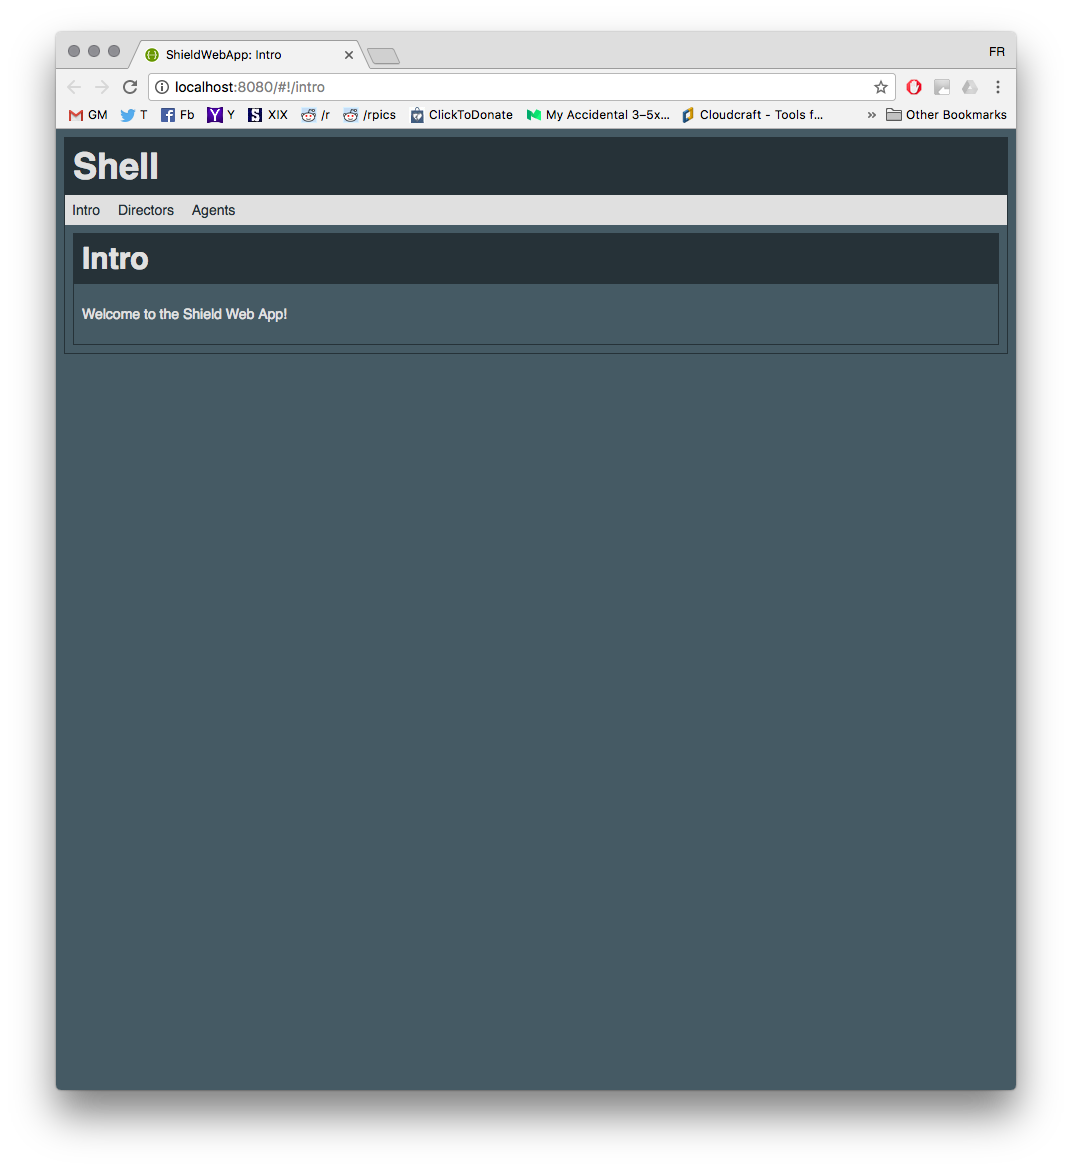 ShieldWebApp: Intro
FR
localhost:8080/#!/intro
GM T Fb Y XIX /r /rpics ClickToDonate My Accidental 3–5x... Cloudcraft - Tools f... » Other Bookmarks
Shell
Intro Directors Agents
Intro
Welcome to the Shield Web App!